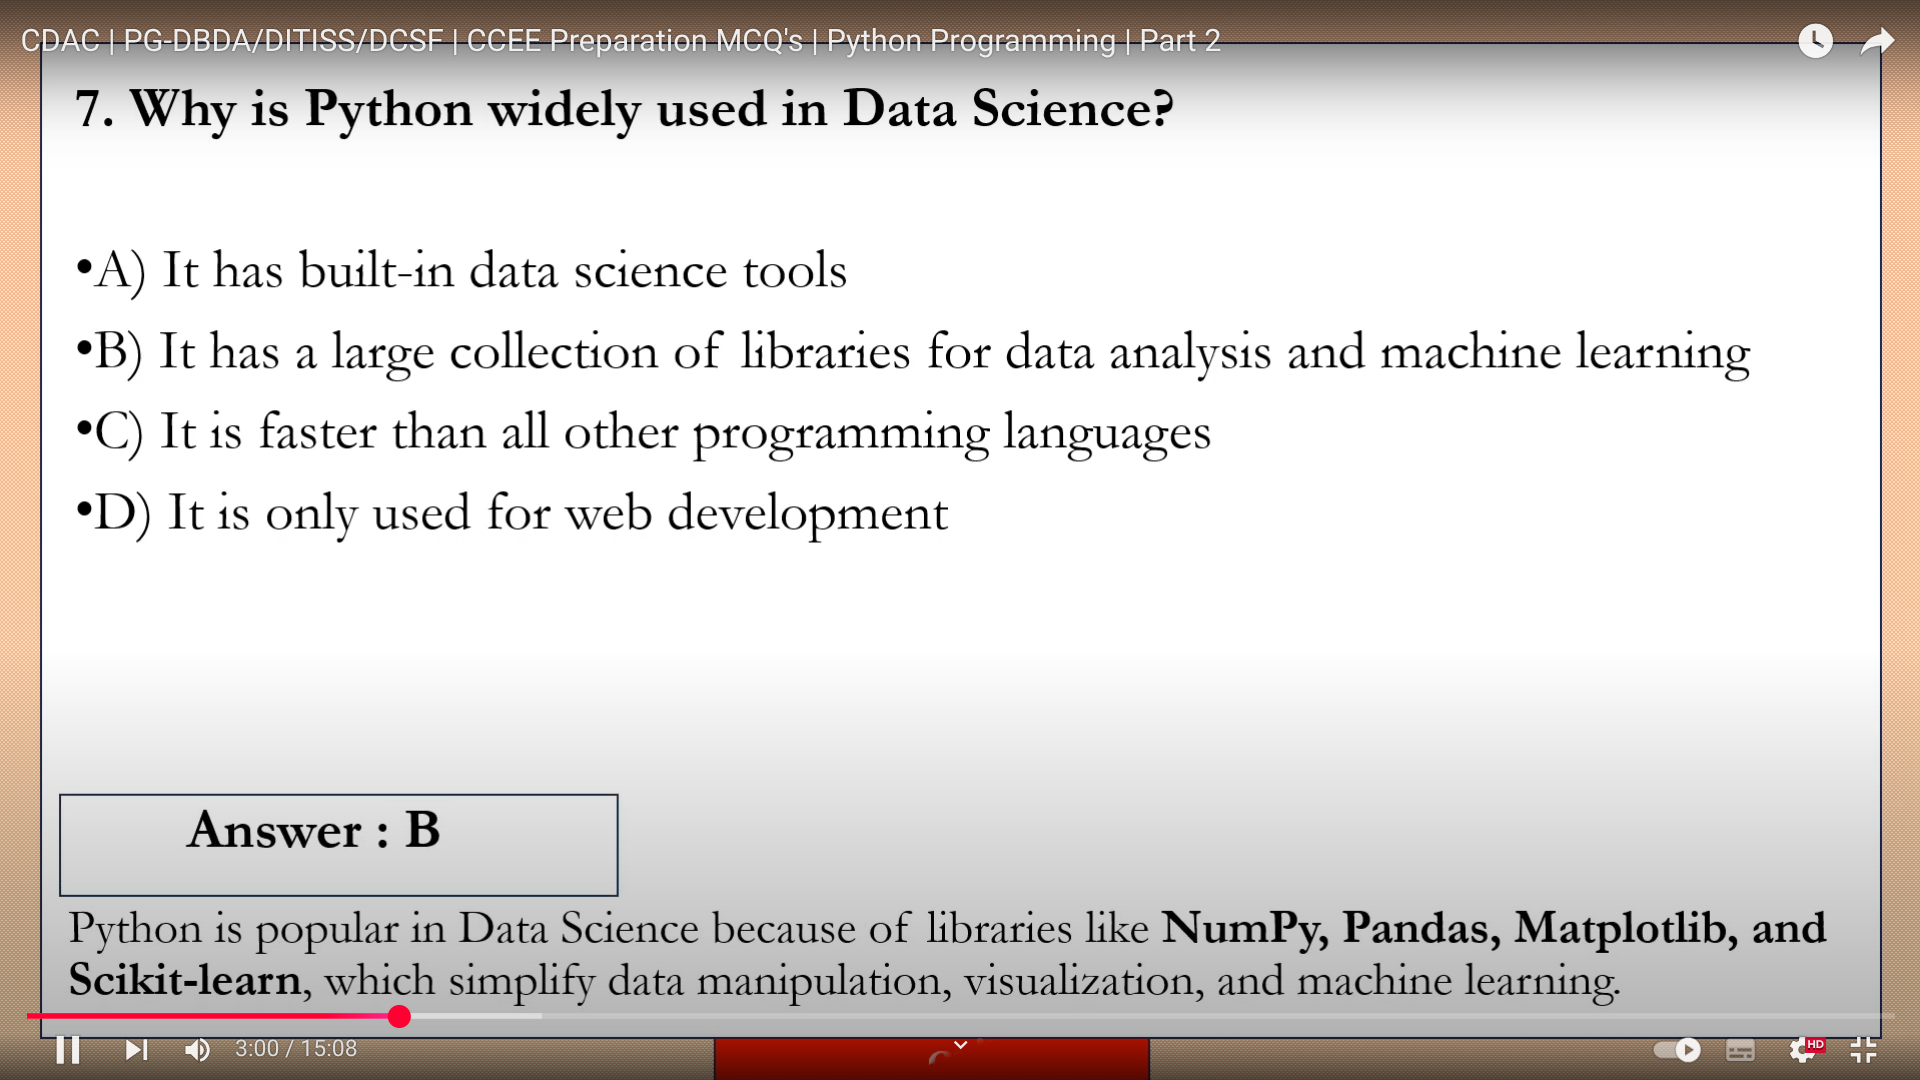 CDAC | PG-DBDA/DITISS/DCSF | CCEE Preparation MCQ's | Python Programming | Part 2
7. Why is Python widely used in Data Science?
•A) It has built-in data science tools
•B) It has a large collection of libraries for data analysis and machine learning
•C) It is faster than all other programming languages
•D) It is only used for web development
Answer : B
Python is popular in Data Science because of libraries like NumPy, Pandas, Matplotlib, and
Scikit-learn, which simplify data manipulation, visualization, and machine learning.
3:00 / 15:08
HD